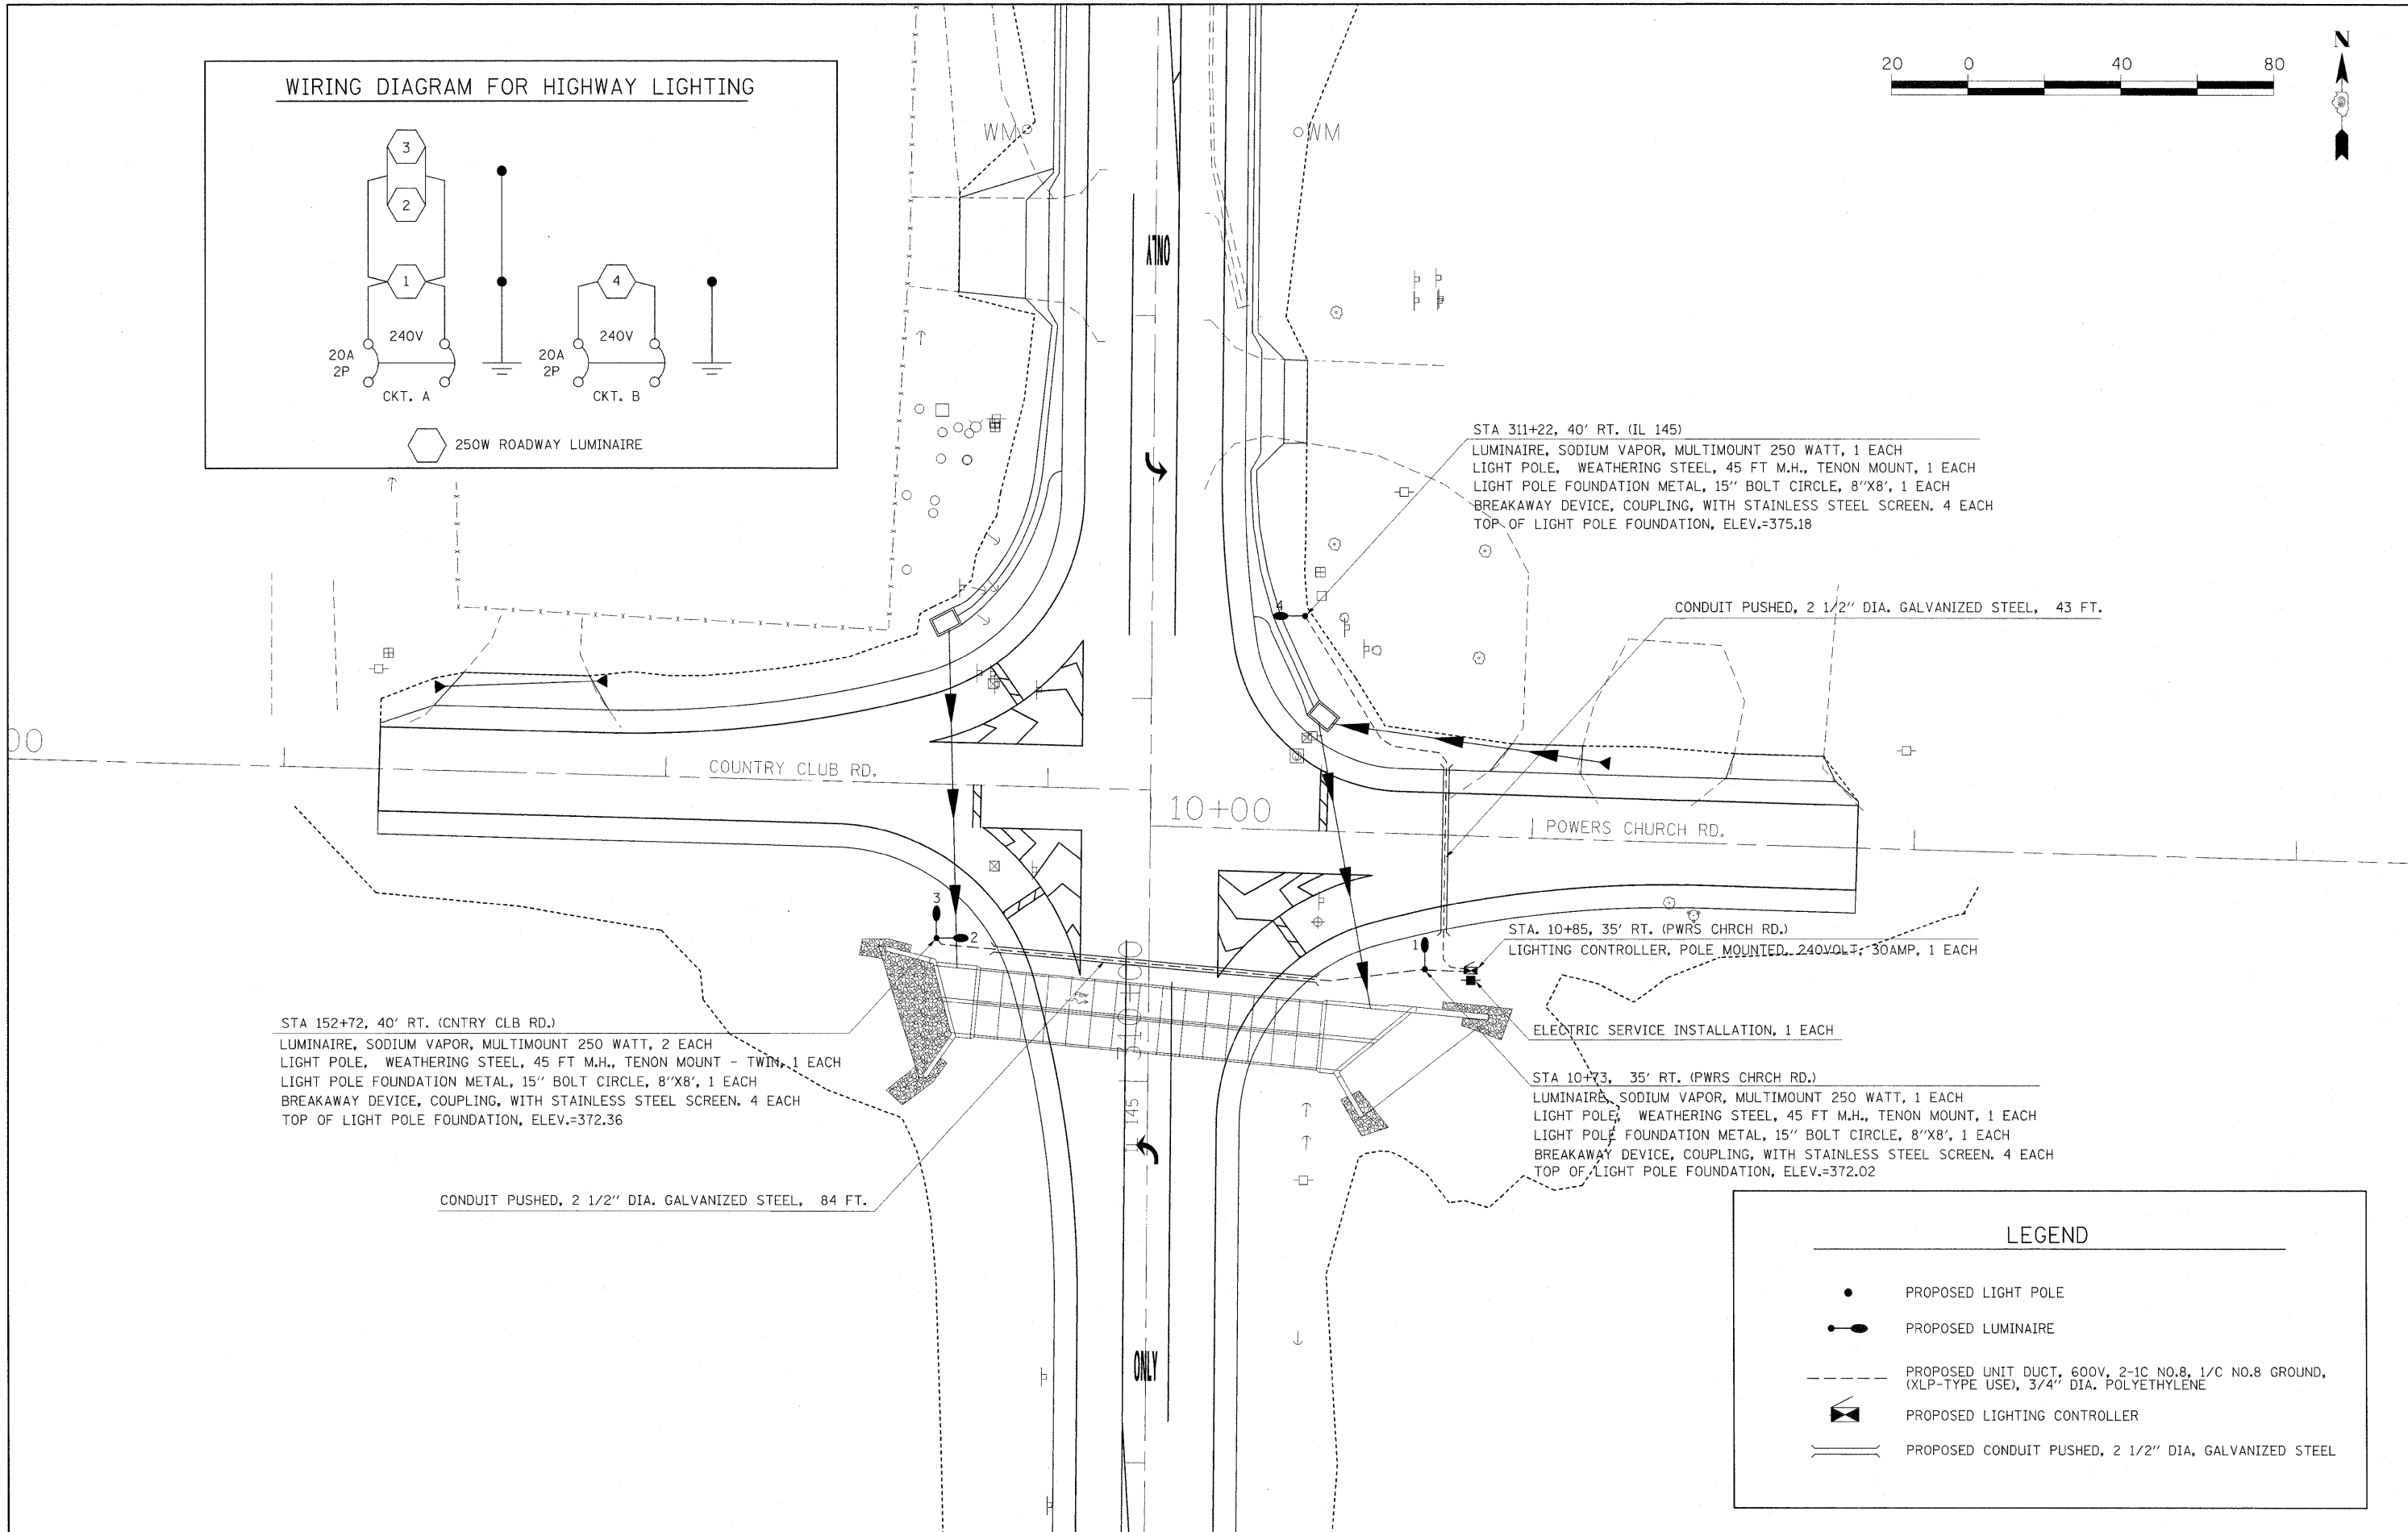 WIRING DIAGRAM FOR HIGHWAY LIGHTING
3
2
1
4
240V
240V
20A
2P
20A
2P
CKT. A
CKT. B
250W ROADWAY LUMINAIRE
WM
WM
20 0 40 80
N
ONLY
STA 311+22, 40' RT. (IL 145)
LUMINAIRE, SODIUM VAPOR, MULTIMOUNT 250 WATT, 1 EACH
LIGHT POLE, WEATHERING STEEL, 45 FT M.H., TENON MOUNT, 1 EACH
LIGHT POLE FOUNDATION METAL, 15" BOLT CIRCLE, 8"X8', 1 EACH
BREAKAWAY DEVICE, COUPLING, WITH STAINLESS STEEL SCREEN. 4 EACH
TOP OF LIGHT POLE FOUNDATION, ELEV.=375.18
4
CONDUIT PUSHED, 2 1/2" DIA. GALVANIZED STEEL, 43 FT.
00
COUNTRY CLUB RD.
10+00
POWERS CHURCH RD.
3
2
1
STA. 10+85, 35' RT. (PWRS CHRCH RD.)
LIGHTING CONTROLLER, POLE MOUNTED, 240VOLT, 30AMP, 1 EACH
FLOW
310+00
IL 145
ELECTRIC SERVICE INSTALLATION, 1 EACH
STA 152+72, 40' RT. (CNTRY CLB RD.)
LUMINAIRE, SODIUM VAPOR, MULTIMOUNT 250 WATT, 2 EACH
LIGHT POLE, WEATHERING STEEL, 45 FT M.H., TENON MOUNT - TWIN, 1 EACH
LIGHT POLE FOUNDATION METAL, 15" BOLT CIRCLE, 8"X8', 1 EACH
BREAKAWAY DEVICE, COUPLING, WITH STAINLESS STEEL SCREEN. 4 EACH
TOP OF LIGHT POLE FOUNDATION, ELEV.=372.36
STA 10+73, 35' RT. (PWRS CHRCH RD.)
LUMINAIRE, SODIUM VAPOR, MULTIMOUNT 250 WATT, 1 EACH
LIGHT POLE, WEATHERING STEEL, 45 FT M.H., TENON MOUNT, 1 EACH
LIGHT POLE FOUNDATION METAL, 15" BOLT CIRCLE, 8"X8', 1 EACH
BREAKAWAY DEVICE, COUPLING, WITH STAINLESS STEEL SCREEN. 4 EACH
TOP OF LIGHT POLE FOUNDATION, ELEV.=372.02
CONDUIT PUSHED, 2 1/2" DIA. GALVANIZED STEEL, 84 FT.
ONLY
LEGEND
PROPOSED LIGHT POLE
PROPOSED LUMINAIRE
PROPOSED UNIT DUCT, 600V, 2-1C NO.8, 1/C NO.8 GROUND,
(XLP-TYPE USE), 3/4" DIA. POLYETHYLENE
PROPOSED LIGHTING CONTROLLER
PROPOSED CONDUIT PUSHED, 2 1/2" DIA, GALVANIZED STEEL